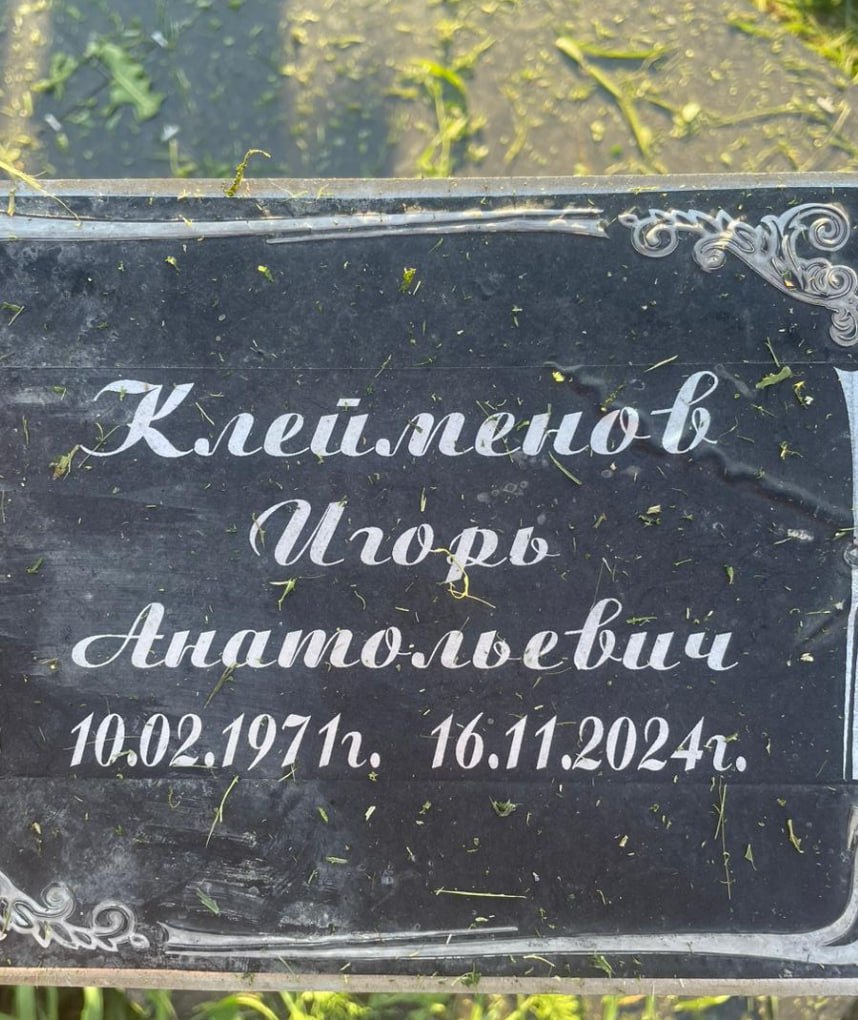 Клейменов
Игорь
Анатольевич
10.02.1971г. 16.11.2024г.